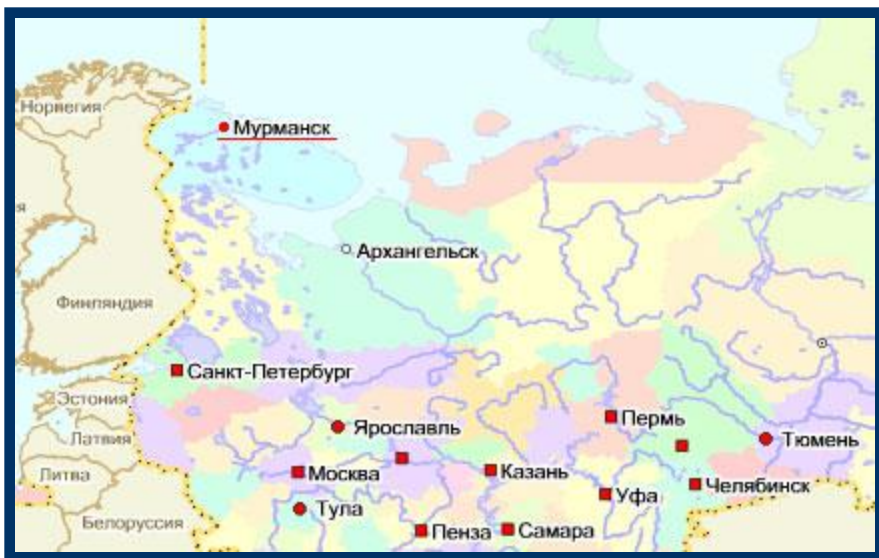 Норвегия
Мурманск
я
Архангельск
Финляндия
Санкт-Петербург
Эстония
Ярославль
Пермь
Латвия
Тюмень
Литва
Москва
Казань
Челябинск
Уфа
Тула
Белоруссия
Пенза
Самара